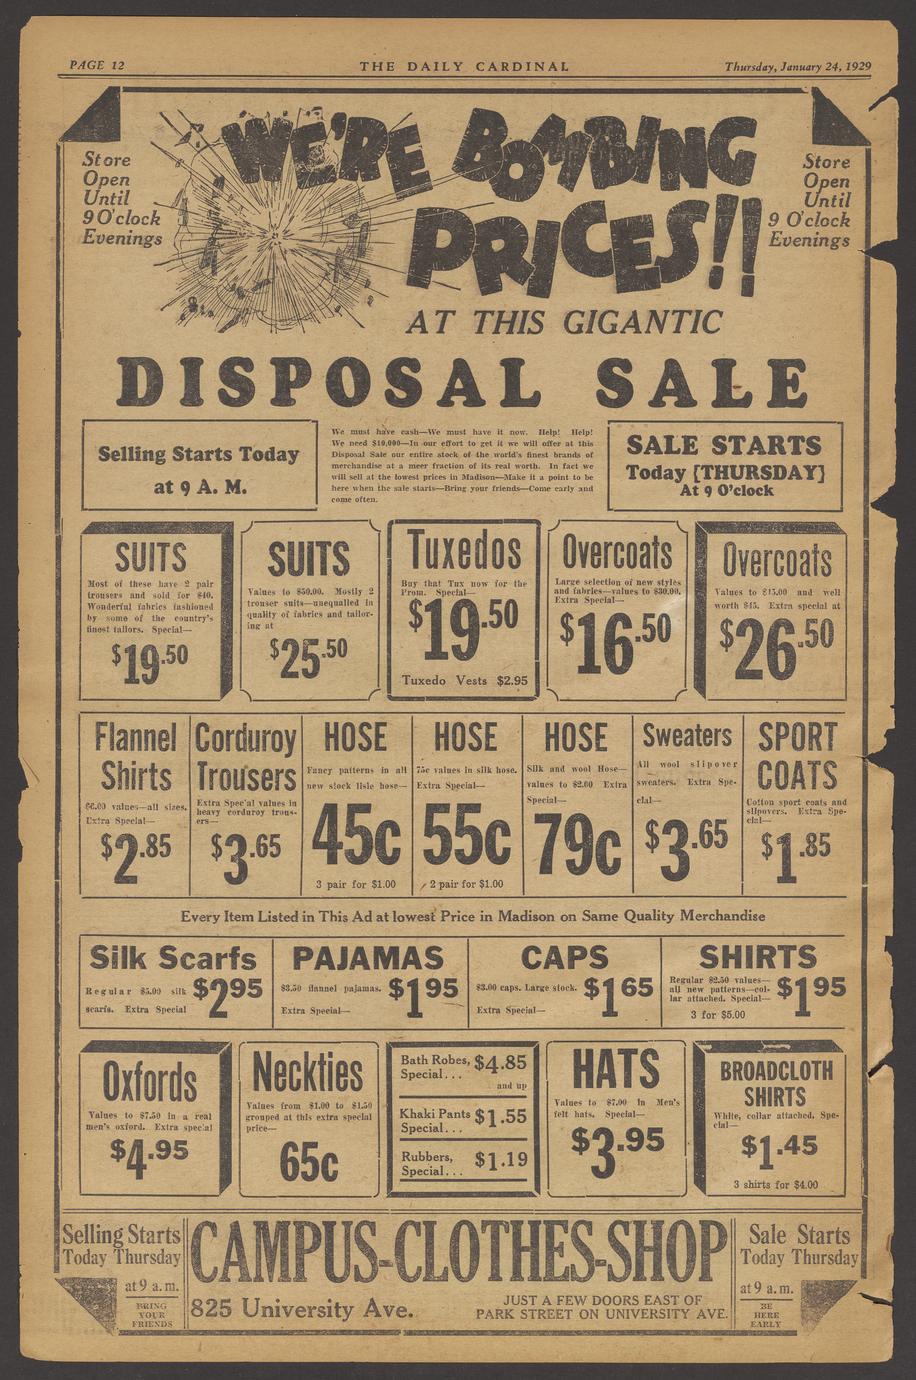 PAGE 12
THE DAILY CARDINAL
Thursday, January 24, 1929
Store
Open
Until
9 O'clock
Evenings
WE'RE BOMBING
PRICES!!
Store
Open
Until
9 O'clock
Evenings
AT THIS GIGANTIC
DISPOSAL SALE
Selling Starts Today
at 9 A. M.
We must have cash—We must have it now. Help! Help!
We need $10,000—In our effort to get it we will offer at this
Disposal Sale our entire stock of the world's finest brands of
merchandise at a meer fraction of its real worth. In fact we
will sell at the lowest prices in Madison—Make it a point to be
here when the sale starts—Bring your friends—Come early and
come often.
SALE STARTS
Today [THURSDAY]
At 9 O'clock
SUITS
Most of these have 2 pair
trousers and sold for $40.
Wonderful fabrics fashioned
by some of the country's
finest tailors. Special—
$19.50
SUITS
Values to $50.00. Mostly 2
trouser suits—unequalled in
quality of fabrics and tailor-
ing at
$25.50
Tuxedos
Buy that Tux now for the
Prom. Special—
$19.50
Tuxedo Vests $2.95
Overcoats
Large selection of new styles
and fabrics—values to $30.00.
Extra Special—
$16.50
Overcoats
Values to $45.00 and well
worth $45. Extra special at
$26.50
Flannel
Shirts
$6.00 values—all sizes.
Extra Special—
$2.85
Corduroy
Trousers
Extra Special values in
heavy corduroy trous-
ers—
$3.65
HOSE
Fancy patterns in all
new stock lisle hose—
45c
3 pair for $1.00
HOSE
75c values in silk hose.
Extra Special—
55c
2 pair for $1.00
HOSE
Silk and wool Hose—
values to $2.00 Extra
Special—
79c
Sweaters
All wool slipover
sweaters. Extra Spe-
cial—
$3.65
SPORT
COATS
Cotton sport coats and
slipovers. Extra Spe-
cial—
$1.85
Every Item Listed in This Ad at lowest Price in Madison on Same Quality Merchandise
Silk Scarfs
Regular $5.00 silk
scarfs. Extra Special
$2.95
PAJAMAS
$3.50 flannel pajamas.
Extra Special—
$1.95
CAPS
$3.00 caps. Large stock.
Extra Special—
$1.65
SHIRTS
Regular $2.50 values—
all new patterns—col-
lar attached. Special—
3 for $5.00
$1.95
Oxfords
Values to $7.50 in a real
men's oxford. Extra special
$4.95
Neckties
Values from $1.00 to $1.50
grouped at this extra special
price—
65c
Bath Robes,
Special...
$4.85
and up
Khaki Pants
Special...
$1.55
Rubbers,
Special...
$1.19
HATS
Values to $7.00 in Men's
felt hats. Special—
$3.95
BROADCLOTH
SHIRTS
White, collar attached. Spe-
cial—
$1.45
3 shirts for $4.00
Selling Starts
Today Thursday
at 9 a. m.
BRING
YOUR
FRIENDS
CAMPUS-CLOTHES-SHOP
825 University Ave.
JUST A FEW DOORS EAST OF
PARK STREET ON UNIVERSITY AVE.
Sale Starts
Today Thursday
at 9 a. m.
BE
HERE
EARLY